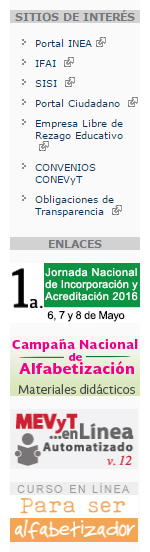 SITIOS DE INTERÉS
Portal INEA
IFAI
SISI
Portal Ciudadano
Empresa Libre de
Rezago Educativo
CONVENIOS
CONEVyT
Obligaciones de
Transparencia
ENLACES
1a.
Jornada Nacional
de Incorporación y
Acreditación 2016
6, 7 y 8 de Mayo
Campaña Nacional
de
Alfabetización
Materiales didácticos
MEVyT
...enLínea
Automatizado
v. 12
CURSO EN LÍNEA
Para ser
alfabetizador